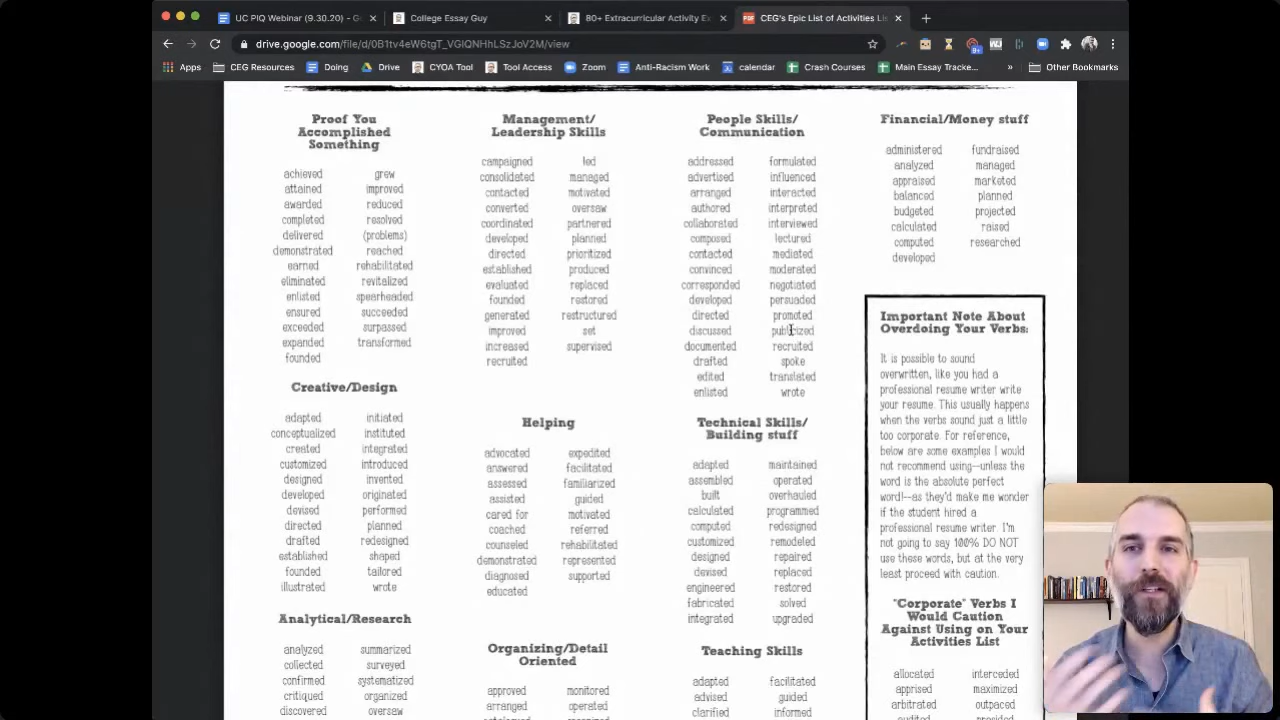 UC PIQ Webinar (9.30.20) - G
College Essay Guy
80+ Extracurricular Activity Ex
CEG's Epic List of Activities Lis
drive.google.com/file/d/0B1tv4eW6tgT_VGlQNHhLSzJoV2M/view
Apps
CEG Resources
Doing
Drive
CYOA Tool
Tool Access
Zoom
Anti-Racism Work
calendar
Crash Courses
Main Essay Tracke...
»
Other Bookmarks
Proof You
Accomplished
Something
achieved grew
attained improved
awarded reduced
completed resolved
delivered (problems)
demonstrated reached
earned rehabilitated
eliminated revitalized
enlisted spearheaded
ensured succeeded
exceeded surpassed
expanded transformed
founded
Creative/Design
adapted initiated
conceptualized instituted
created integrated
customized introduced
designed invented
developed originated
devised performed
directed planned
drafted redesigned
established shaped
founded tailored
illustrated wrote
Analytical/Research
analyzed summarized
collected surveyed
confirmed systematized
critiqued organized
discovered oversaw
Management/
Leadership Skills
campaigned led
consolidated managed
contacted motivated
converted oversaw
coordinated partnered
developed planned
directed prioritized
established produced
evaluated replaced
founded restored
generated restructured
improved set
increased supervised
recruited
Helping
advocated expedited
answered facilitated
assessed familiarized
assisted guided
cared for motivated
coached referred
counseled rehabilitated
demonstrated represented
diagnosed supported
educated
Organizing/Detail
Oriented
approved monitored
arranged operated
People Skills/
Communication
addressed formulated
advertised influenced
arranged interacted
authored interpreted
collaborated interviewed
composed lectured
contacted mediated
convinced moderated
corresponded negotiated
developed persuaded
directed promoted
discussed publicized
documented recruited
drafted spoke
edited translated
enlisted wrote
Technical Skills/
Building stuff
adapted maintained
assembled operated
built overhauled
calculated programmed
computed redesigned
customized remodeled
designed repaired
devised replaced
engineered restored
fabricated solved
integrated upgraded
Teaching Skills
adapted facilitated
advised guided
clarified informed
Financial/Money stuff
administered fundraised
analyzed managed
appraised marketed
balanced planned
budgeted projected
calculated raised
computed researched
developed
Important Note About
Overdoing Your Verbs:
It is possible to sound
overwritten, like you had a
professional resume writer write
your resume. This usually happens
when the verbs sound just a little
too corporate. For reference,
below are some examples I would
not recommend using—unless the
word is the absolute perfect
word!—as they'd make me wonder
if the student hired a
professional resume writer. I'm
not going to say 100% DO NOT
use these words, but at the very
least proceed with caution.
"Corporate" Verbs I
Would Caution
Against Using on Your
Activities List
allocated interceded
apprised maximized
arbitrated outpaced